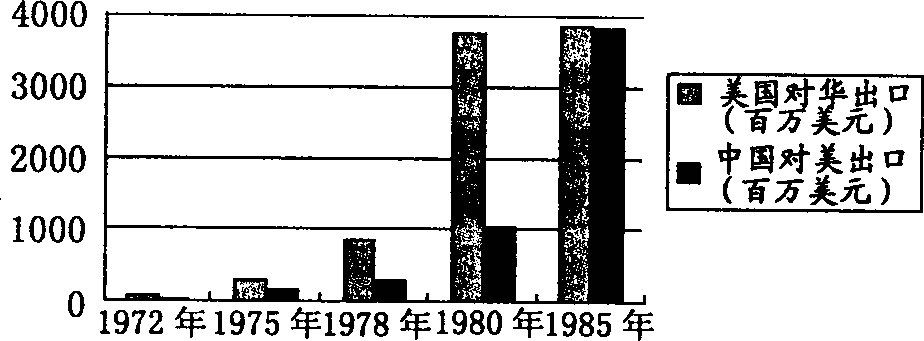 4000
3000
2000
1000
0
1972 年 1975 年 1978 年 1980 年 1985 年
美国对华出口
(百万美元)
中国对美出口
(百万美元)